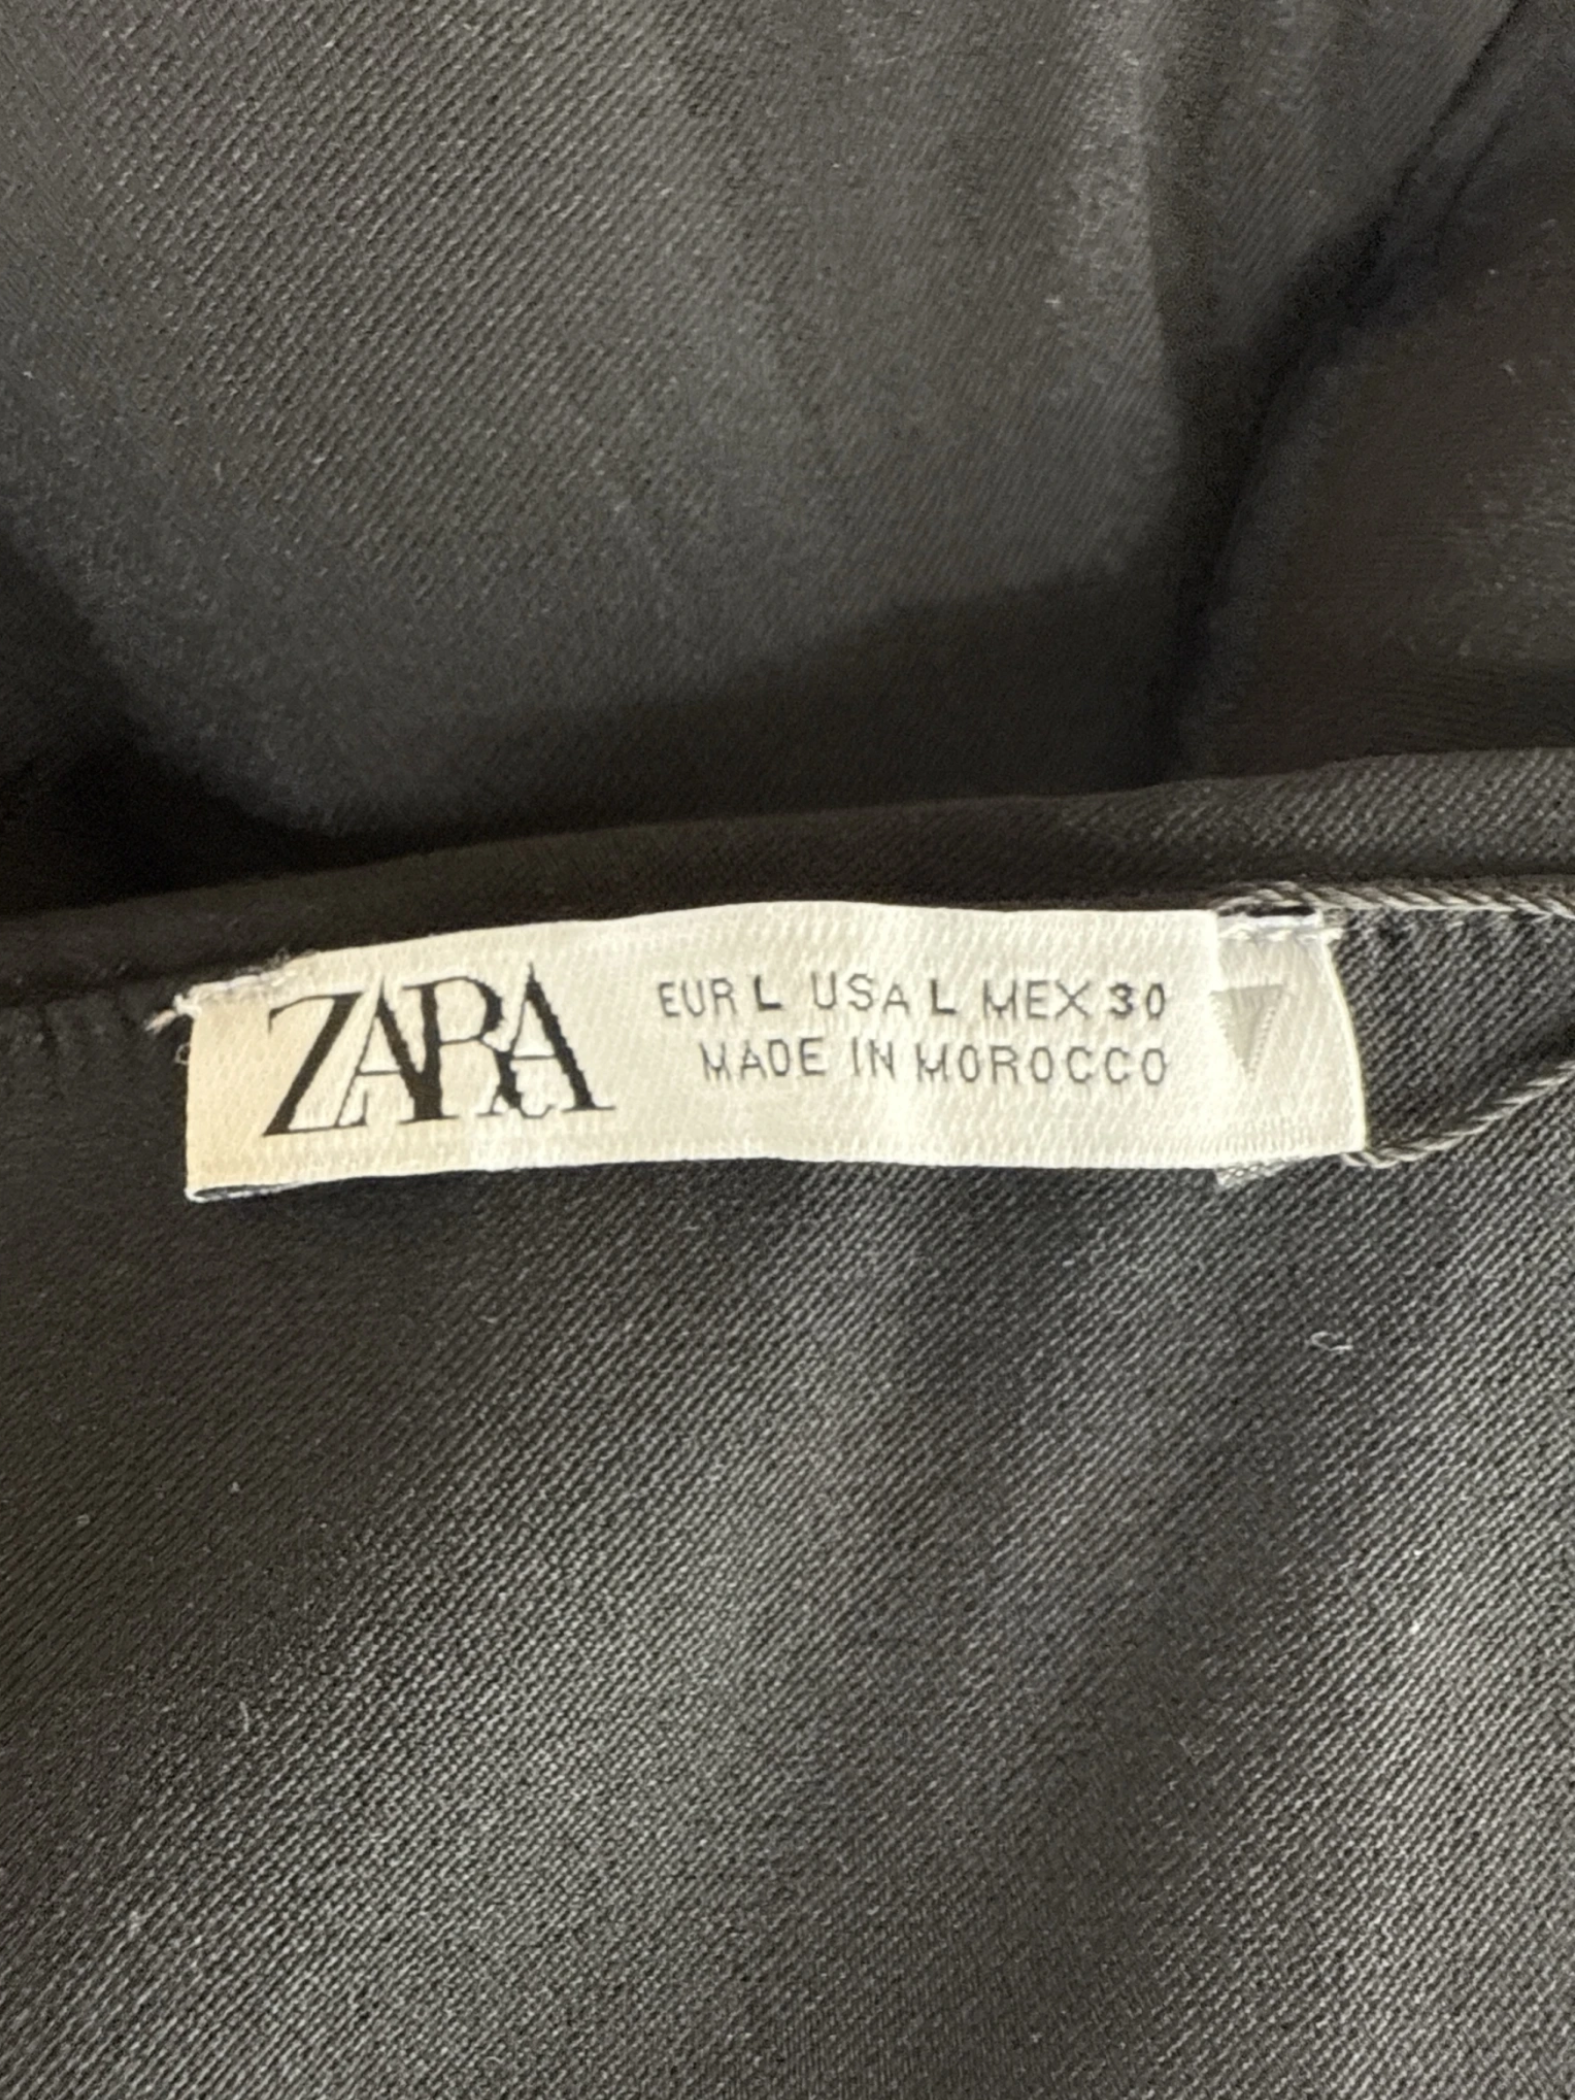 ZARA
EUR L USA L MEX 30
MADE IN MOROCCO